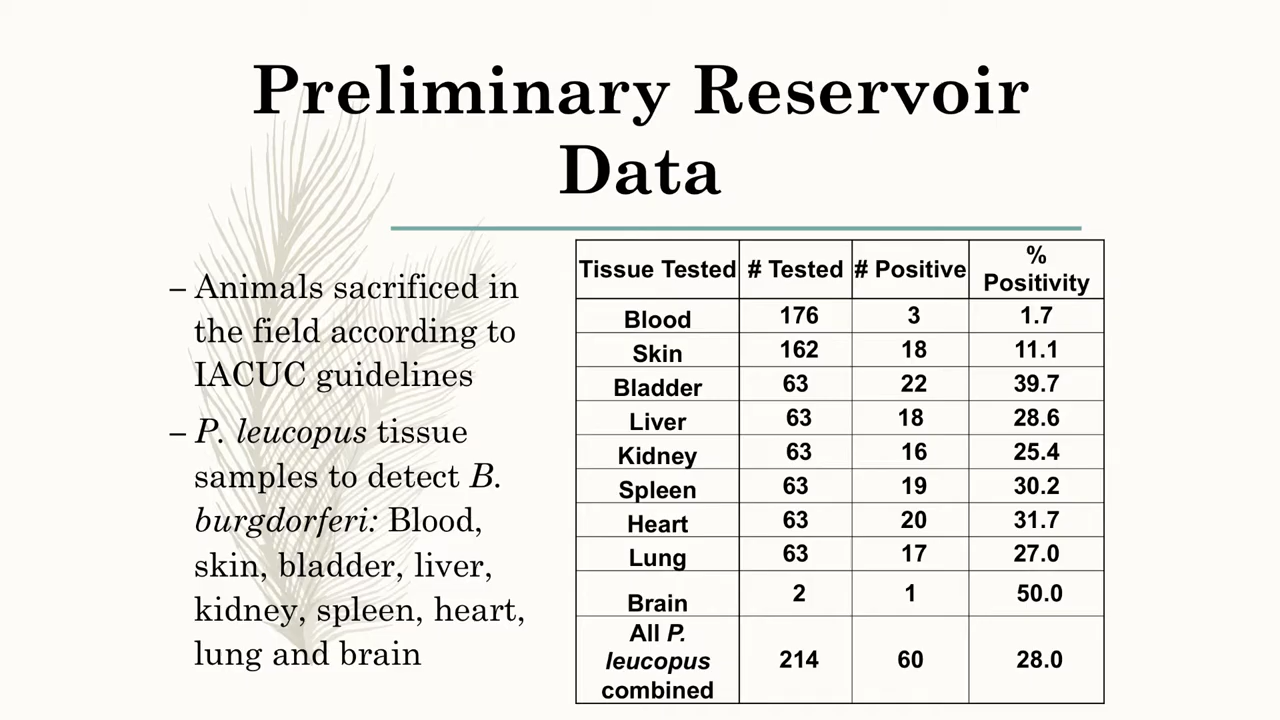 Preliminary Reservoir
Data
– Animals sacrificed in
the field according to
IACUC guidelines
– P. leucopus tissue
samples to detect B.
burgdorferi: Blood,
skin, bladder, liver,
kidney, spleen, heart,
lung and brain
Tissue Tested # Tested # Positive % Positivity
Blood 176 3 1.7
Skin 162 18 11.1
Bladder 63 22 39.7
Liver 63 18 28.6
Kidney 63 16 25.4
Spleen 63 19 30.2
Heart 63 20 31.7
Lung 63 17 27.0
Brain 2 1 50.0
All P. leucopus combined 214 60 28.0